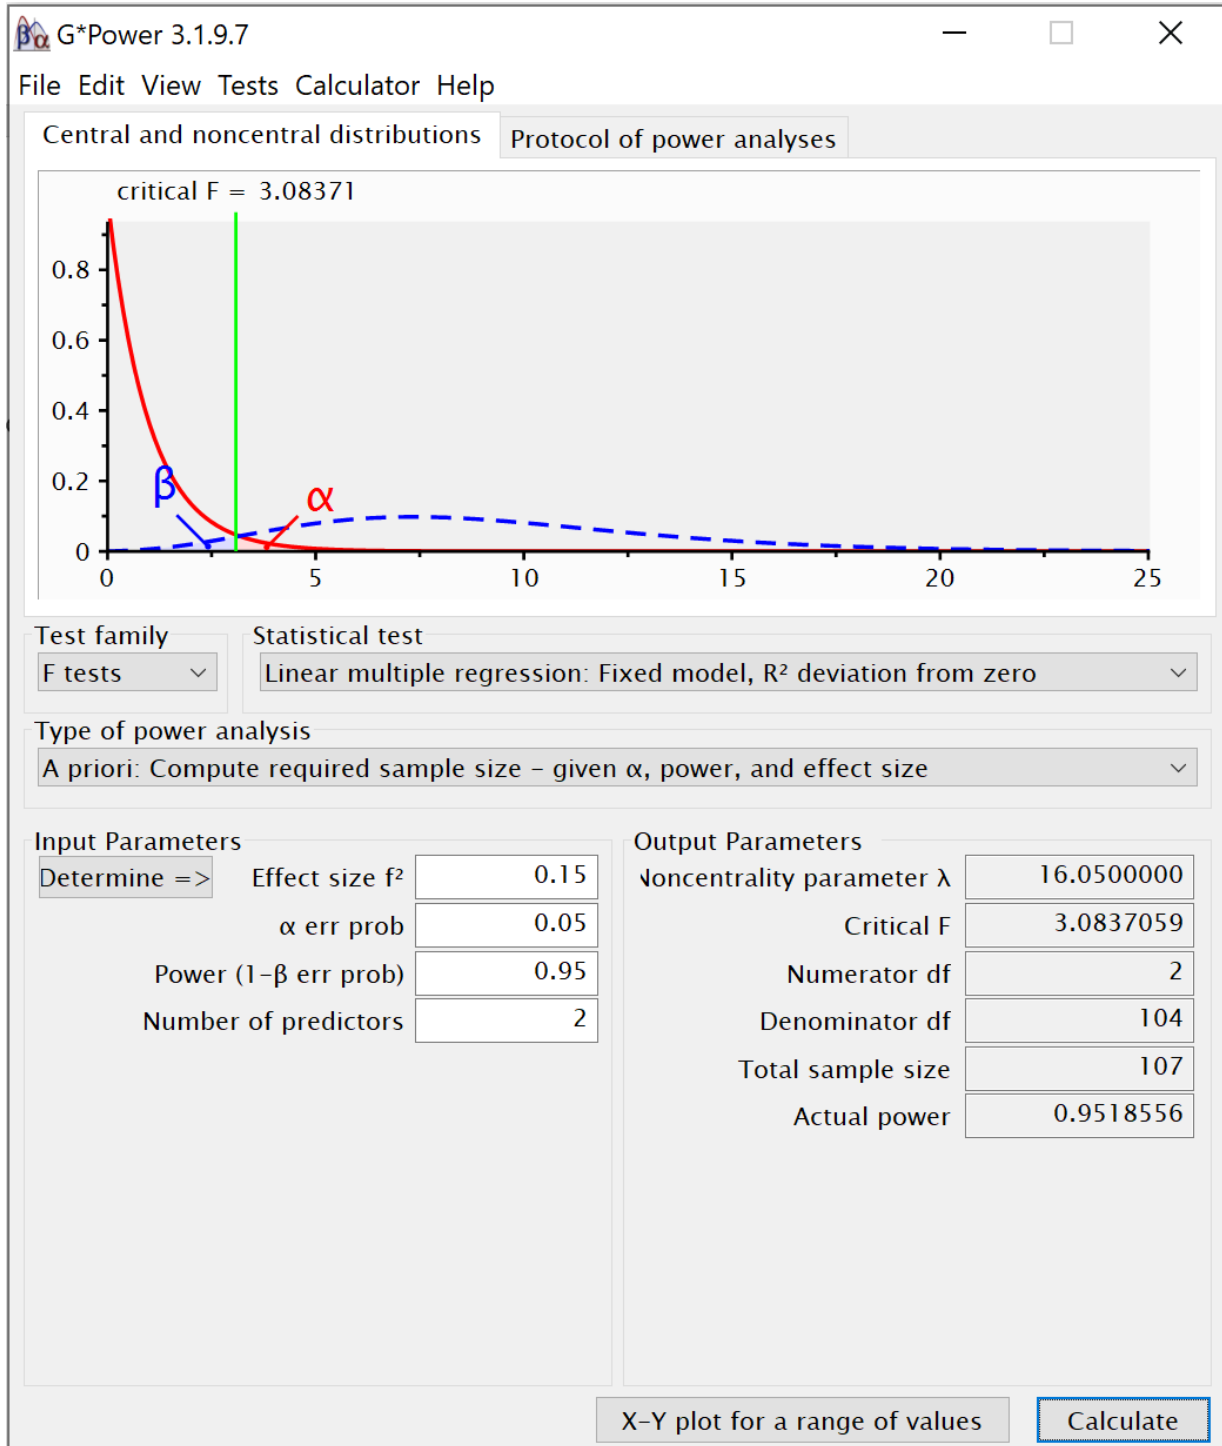 G*Power 3.1.9.7
File Edit View Tests Calculator Help
Central and noncentral distributions
Protocol of power analyses
critical F = 3.08371
0.8
0.6
0.4
0.2
0
β
α
0 5 10 15 20 25
Test family
Statistical test
F tests
Linear multiple regression: Fixed model, R² deviation from zero
Type of power analysis
A priori: Compute required sample size – given α, power, and effect size
Input Parameters
Determine =>
Effect size f² 0.15
α err prob 0.05
Power (1–β err prob) 0.95
Number of predictors 2
Output Parameters
Noncentrality parameter λ 16.0500000
Critical F 3.0837059
Numerator df 2
Denominator df 104
Total sample size 107
Actual power 0.9518556
X–Y plot for a range of values
Calculate